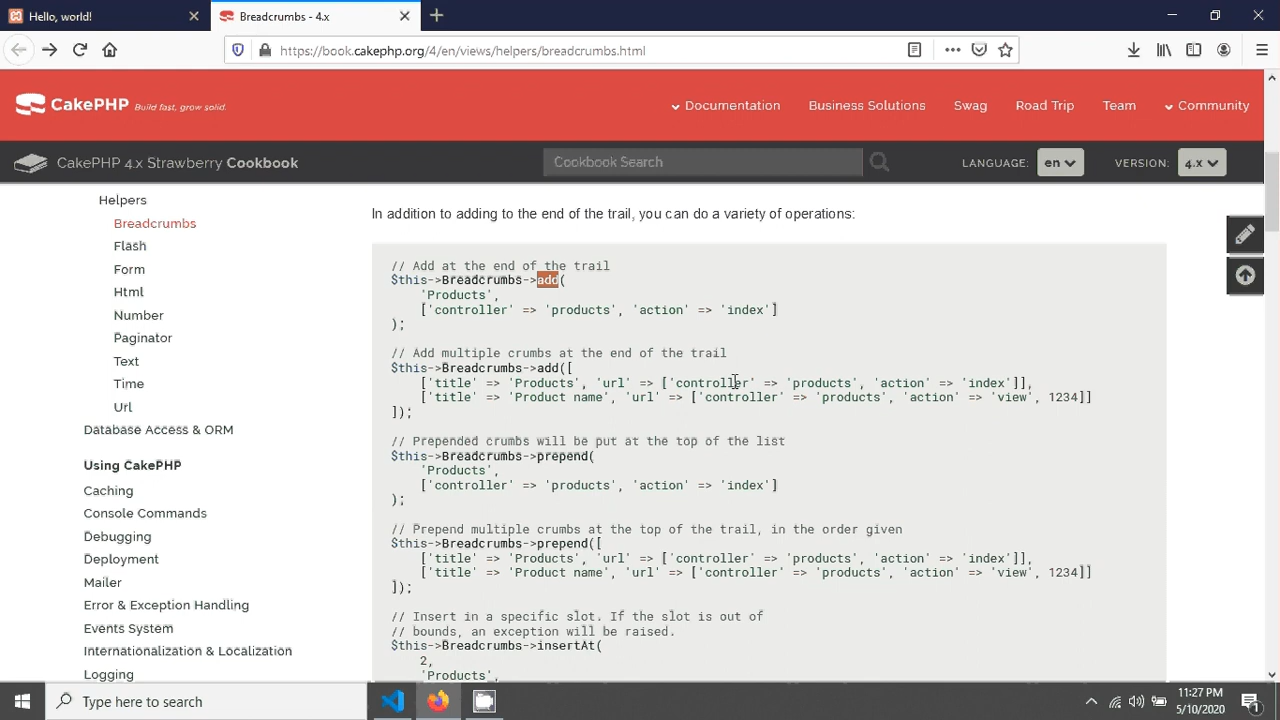 Hello, world!
Breadcrumbs - 4.x
https://book.cakephp.org/4/en/views/helpers/breadcrumbs.html
CakePHP Build fast, grow solid.
Documentation Business Solutions Swag Road Trip Team Community
CakePHP 4.x Strawberry Cookbook
Cookbook Search
LANGUAGE: en VERSION: 4.x
Helpers
Breadcrumbs
Flash
Form
Html
Number
Paginator
Text
Time
Url
Database Access & ORM
Using CakePHP
Caching
Console Commands
Debugging
Deployment
Mailer
Error & Exception Handling
Events System
Internationalization & Localization
Logging
In addition to adding to the end of the trail, you can do a variety of operations:
// Add at the end of the trail
$this->Breadcrumbs->add(
'Products',
['controller' => 'products', 'action' => 'index']
);
// Add multiple crumbs at the end of the trail
$this->Breadcrumbs->add([
['title' => 'Products', 'url' => ['controller' => 'products', 'action' => 'index']],
['title' => 'Product name', 'url' => ['controller' => 'products', 'action' => 'view', 1234]]
]);
// Prepended crumbs will be put at the top of the list
$this->Breadcrumbs->prepend(
'Products',
['controller' => 'products', 'action' => 'index']
);
// Prepend multiple crumbs at the top of the trail, in the order given
$this->Breadcrumbs->prepend([
['title' => 'Products', 'url' => ['controller' => 'products', 'action' => 'index']],
['title' => 'Product name', 'url' => ['controller' => 'products', 'action' => 'view', 1234]]
]);
// Insert in a specific slot. If the slot is out of
// bounds, an exception will be raised.
$this->Breadcrumbs->insertAt(
2,
'Products',
Type here to search
11:27 PM
5/10/2020
1